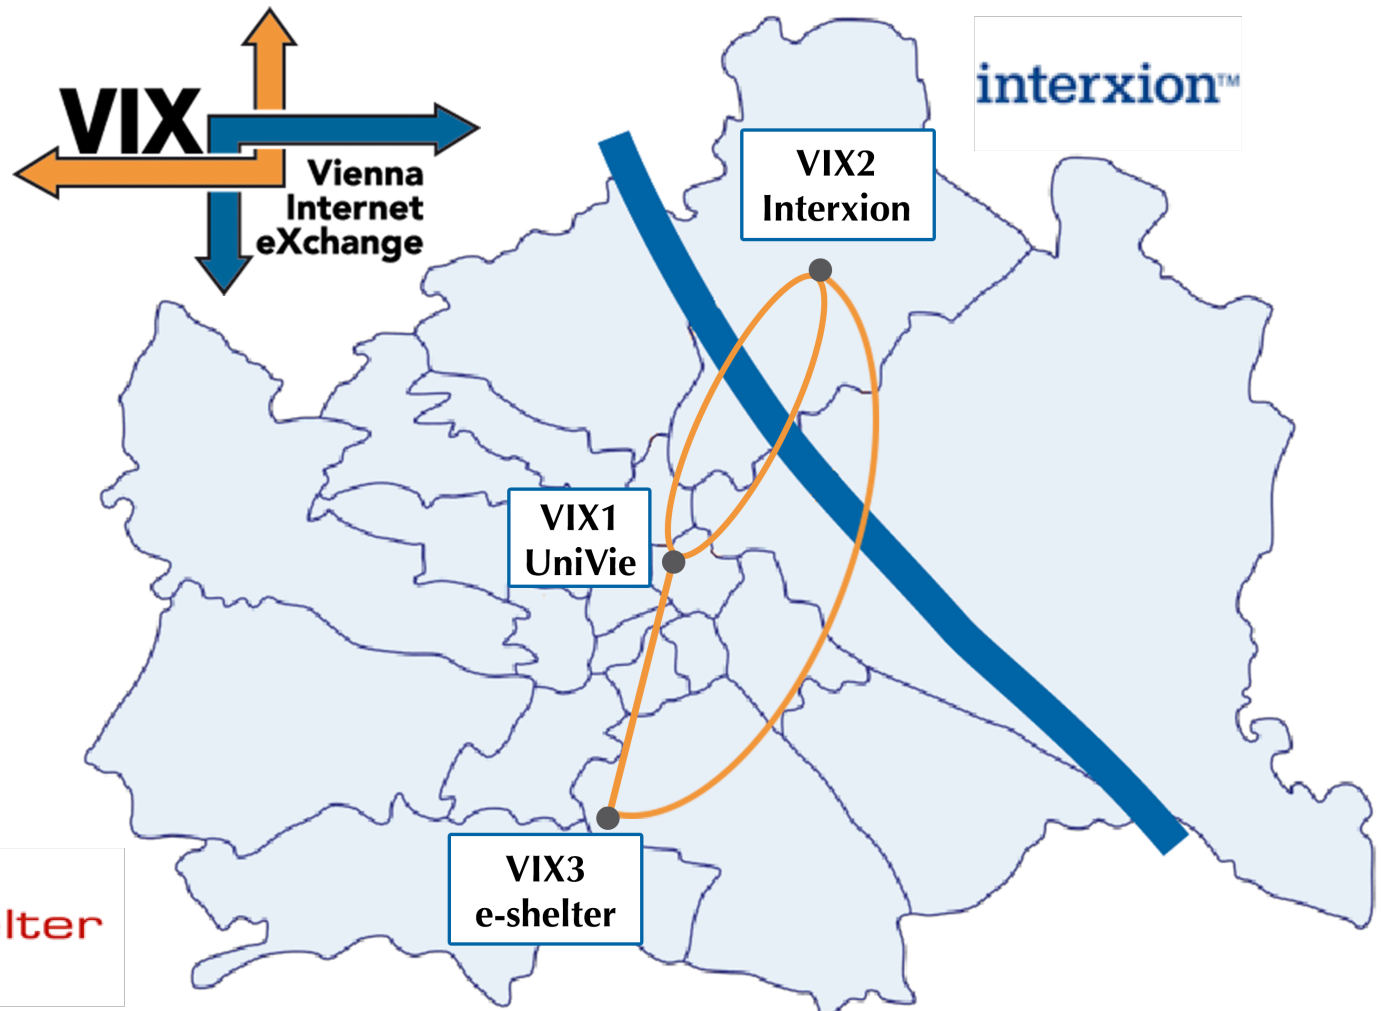 VIX
Vienna
Internet
eXchange
interxion™
VIX2
Interxion
VIX1
UniVie
VIX3
e-shelter
lter